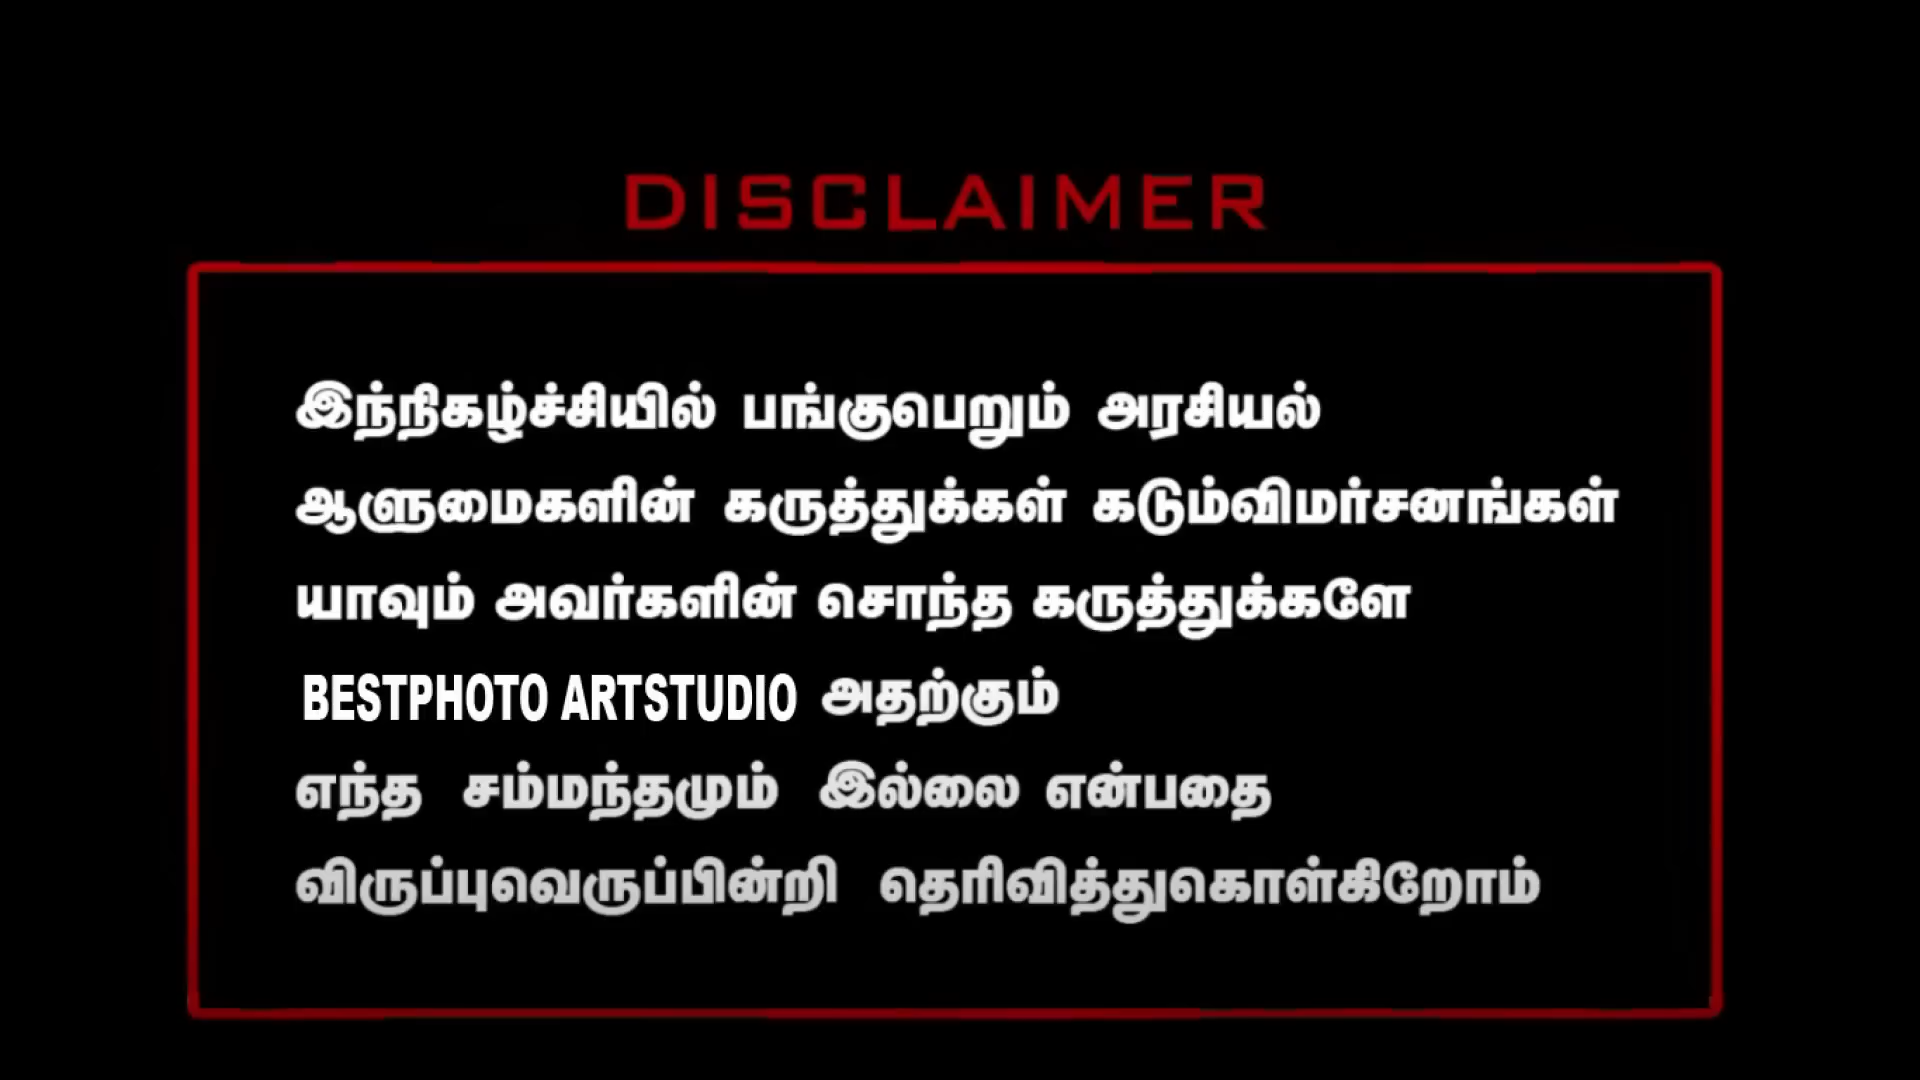 DISCLAIMER
இந்நிகழ்ச்சியில் பங்குபெறும் அரசியல்
ஆளுமைகளின் கருத்துக்கள் கடும்விமர்சனங்கள்
யாவும் அவர்களின் சொந்த கருத்துக்களே
BESTPHOTO ARTSTUDIO அதற்கும்
எந்த சம்மந்தமும் இல்லை என்பதை
விருப்புவெருப்பின்றி தெரிவித்துகொள்கிறோம்